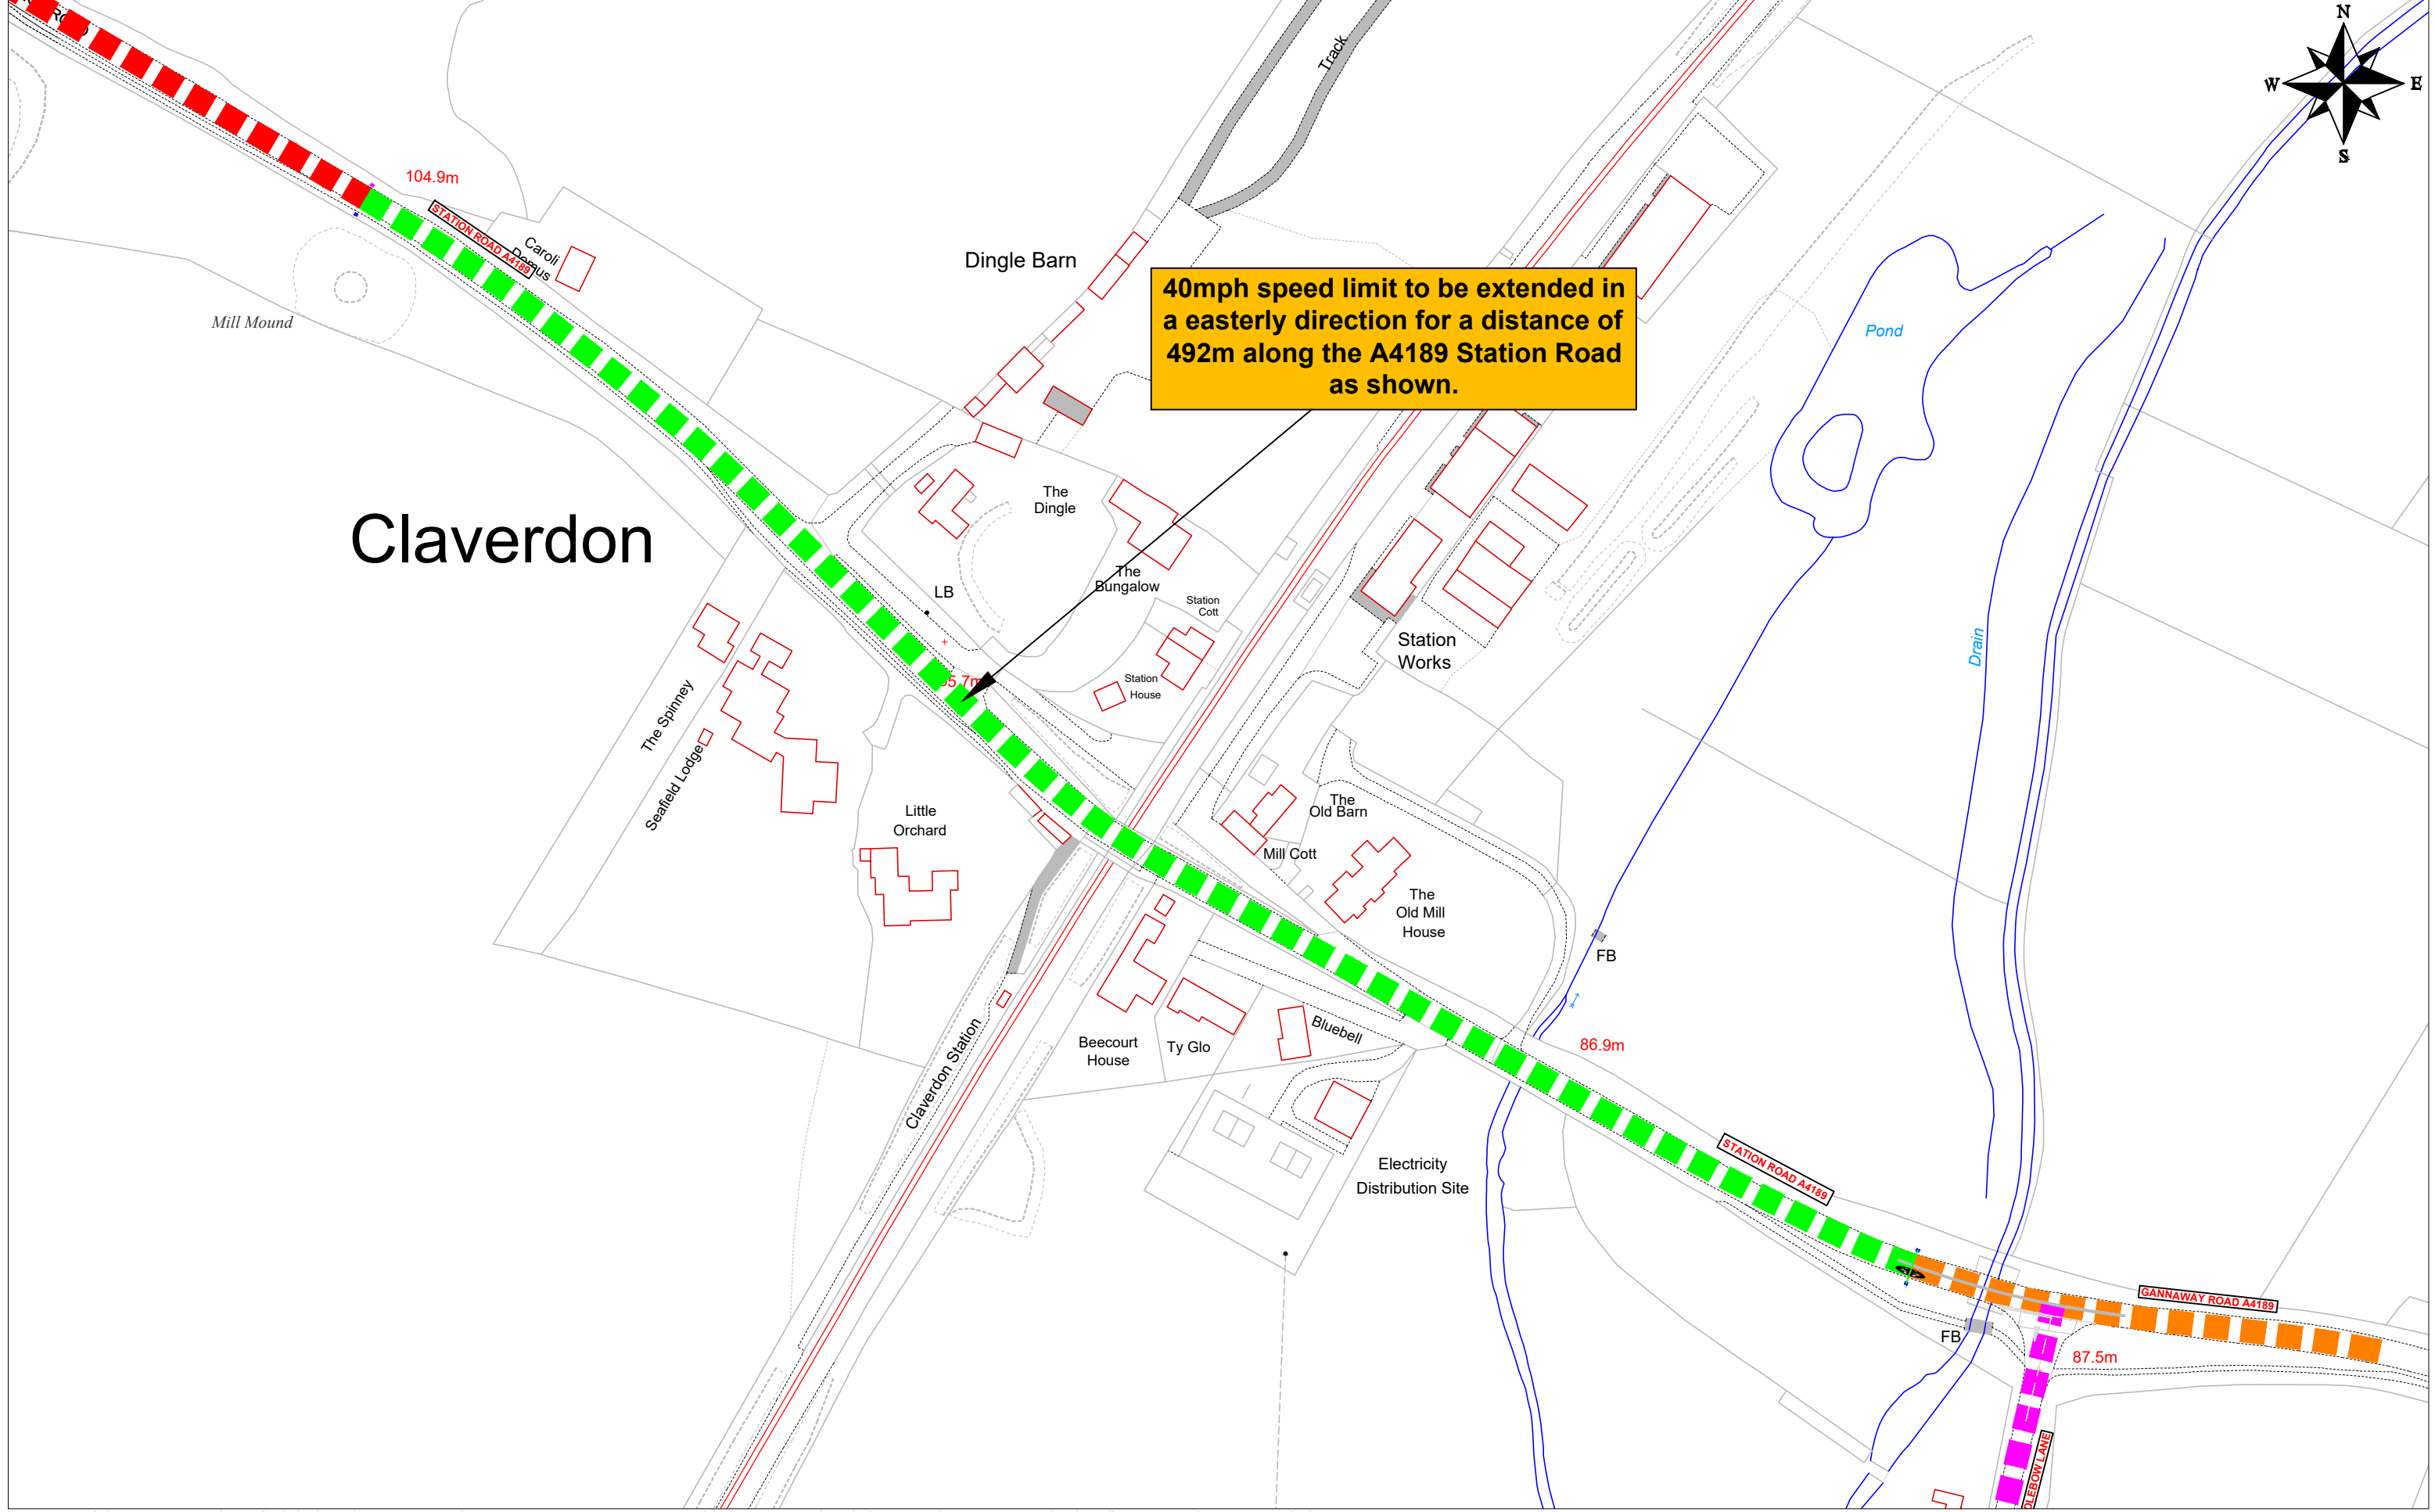 N
W
E
S
Track
104.9m
STATION ROAD A4189
Caroli
Domus
Mill Mound
Dingle Barn
40mph speed limit to be extended in
a easterly direction for a distance of
492m along the A4189 Station Road
as shown.
Pond
Claverdon
The
Dingle
The
Bungalow
LB
Station
Cott
Station
House
Station
Works
Drain
The Spinney
Seafield Lodge
Little
Orchard
The
Old Barn
Mill Cott
The
Old Mill
House
FB
Claverdon Station
Beecourt
House
Ty Glo
Bluebell
86.9m
Electricity
Distribution Site
STATION ROAD A4189
GANNAWAY ROAD A4189
FB
87.5m
LANE